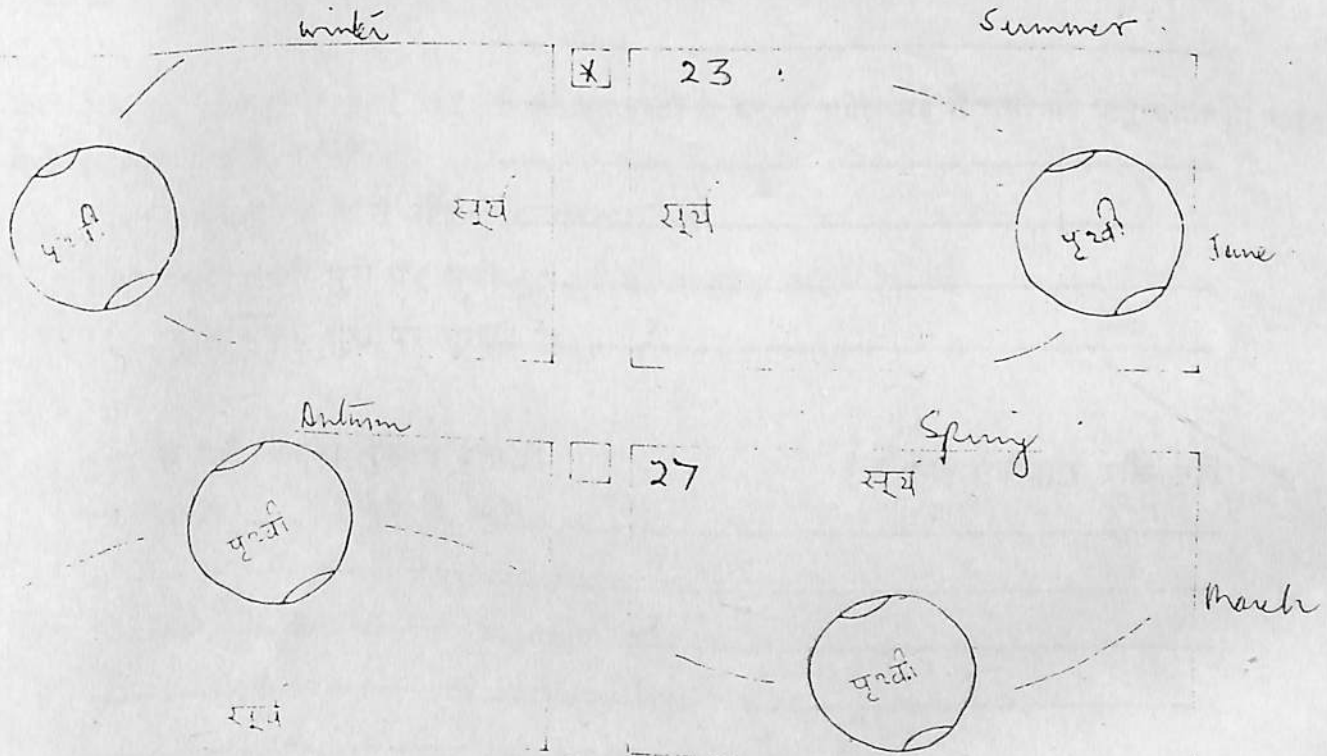 Winter
Summer
* 23
सूर्य सूर्य
पृथ्वी
पृथ्वी
June
Autumn
Spring
27 सूर्य
पृथ्वी
March
पृथ्वी
सूर्य